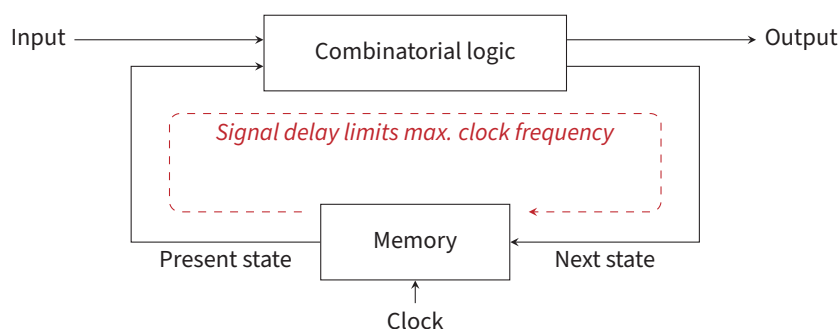 Input
Combinatorial logic
Output
Signal delay limits max. clock frequency
Memory
Present state
Next state
Clock